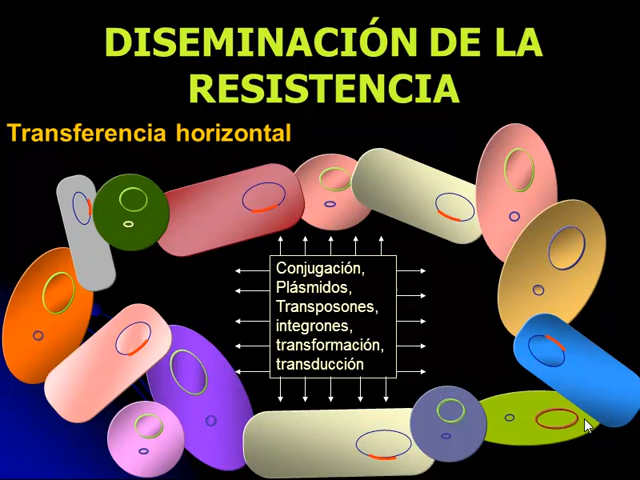 DISEMINACIÓN DE LA
RESISTENCIA
Transferencia horizontal
Conjugación,
Plásmidos,
Transposones,
integrones,
transformación,
transducción